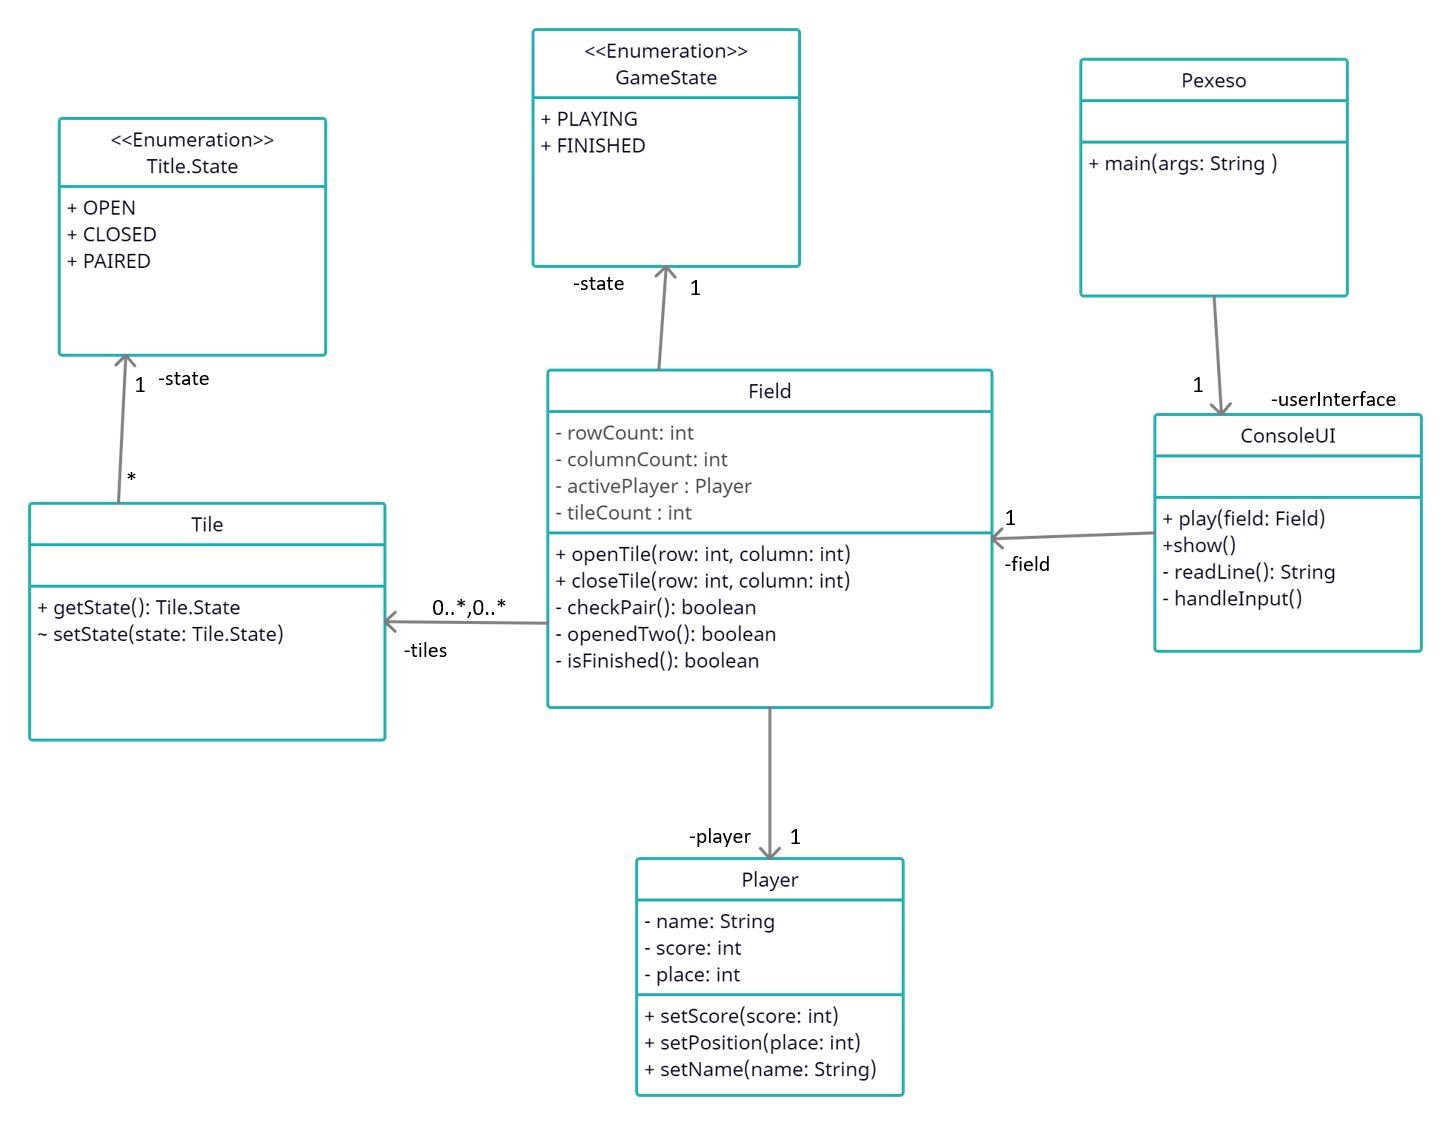 <<Enumeration>>
GameState
+ PLAYING
+ FINISHED
Pexeso
+ main(args: String )
<<Enumeration>>
Title.State
+ OPEN
+ CLOSED
+ PAIRED
-state
1
1
-state
*
1
-userInterface
Field
- rowCount: int
- columnCount: int
- activePlayer : Player
- tileCount : int
+ openTile(row: int, column: int)
+ closeTile(row: int, column: int)
- checkPair(): boolean
- openedTwo(): boolean
- isFinished(): boolean
ConsoleUI
+ play(field: Field)
+show()
- readLine(): String
- handleInput()
1
-field
Tile
+ getState(): Tile.State
~ setState(state: Tile.State)
0..*,0..*
-tiles
-player
1
Player
- name: String
- score: int
- place: int
+ setScore(score: int)
+ setPosition(place: int)
+ setName(name: String)